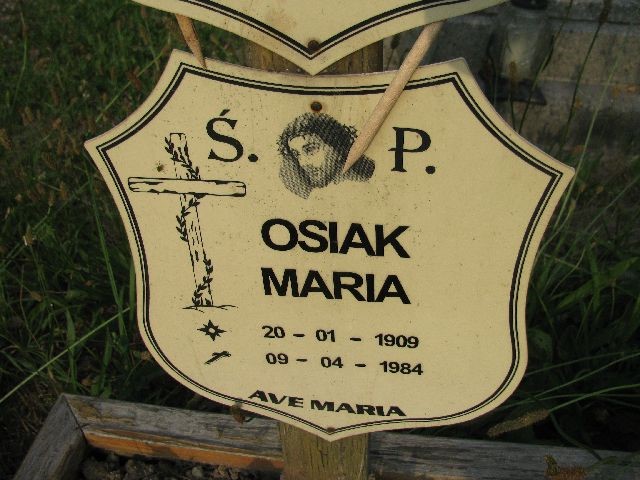 Ś. P.
OSIAK
MARIA
20 - 01 - 1909
09 - 04 - 1984
AVE MARIA